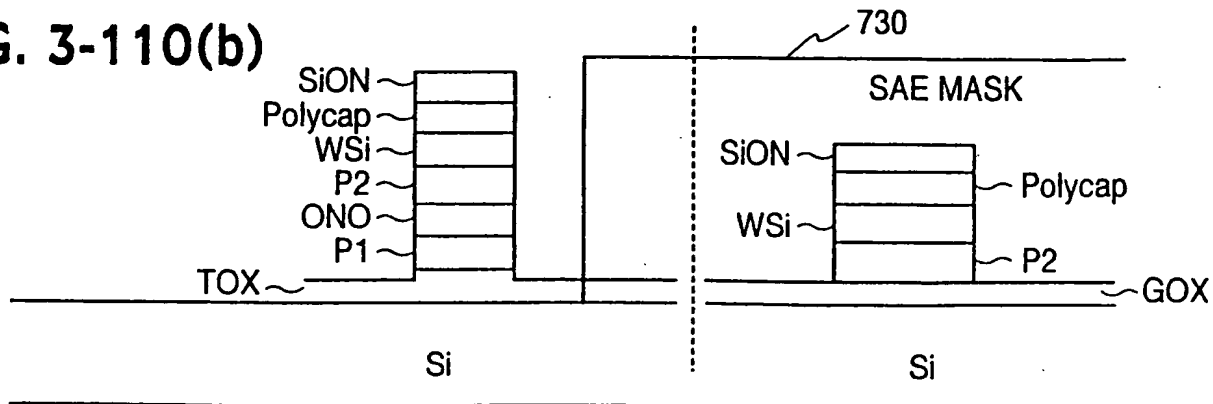 G. 3-110(b)
730
SAE MASK
SiON
Polycap
WSi
P2
ONO
P1
TOX
Si
SiON
Polycap
WSi
P2
GOX
Si